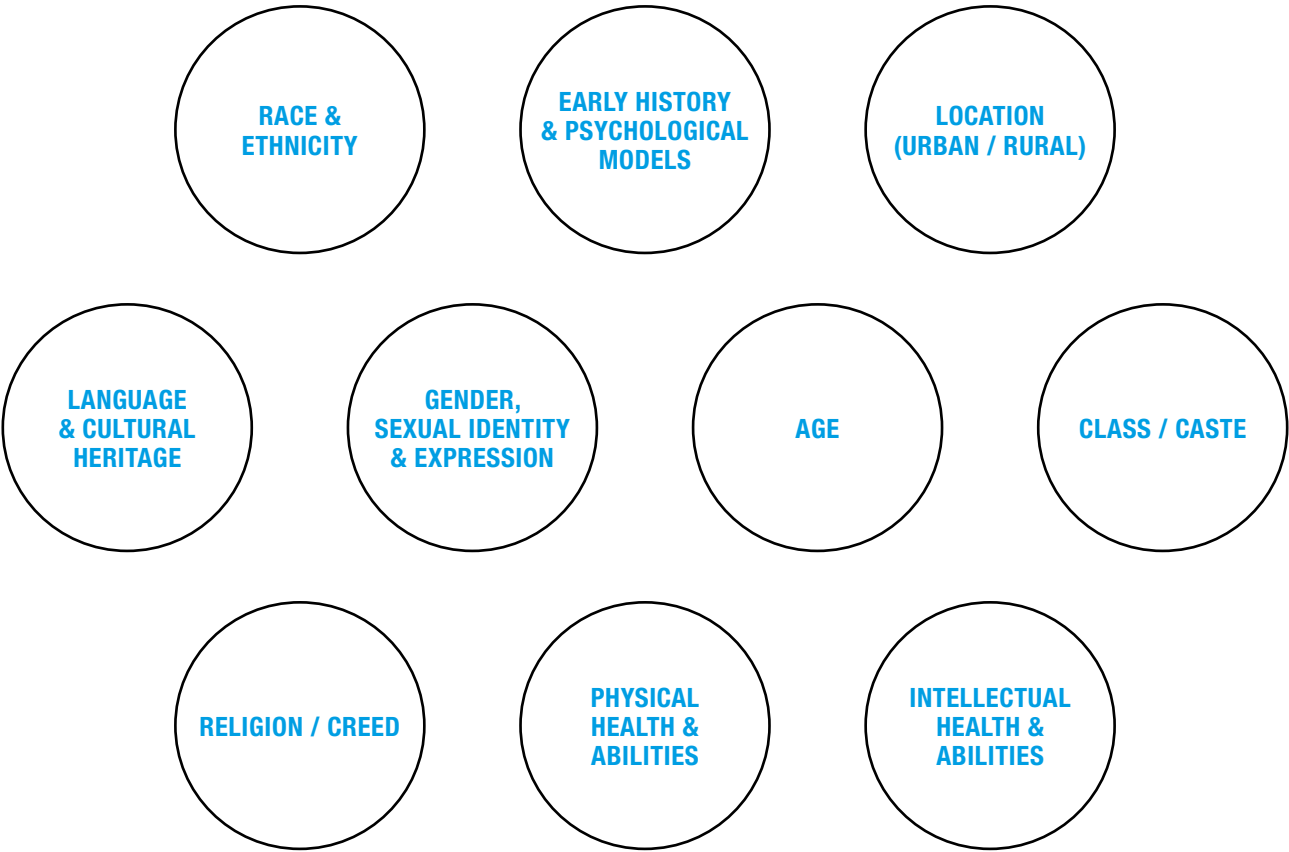 RACE &
ETHNICITY
EARLY HISTORY
& PSYCHOLOGICAL
MODELS
LOCATION
(URBAN / RURAL)
LANGUAGE
& CULTURAL
HERITAGE
GENDER,
SEXUAL IDENTITY
& EXPRESSION
AGE
CLASS / CASTE
RELIGION / CREED
PHYSICAL
HEALTH &
ABILITIES
INTELLECTUAL
HEALTH &
ABILITIES